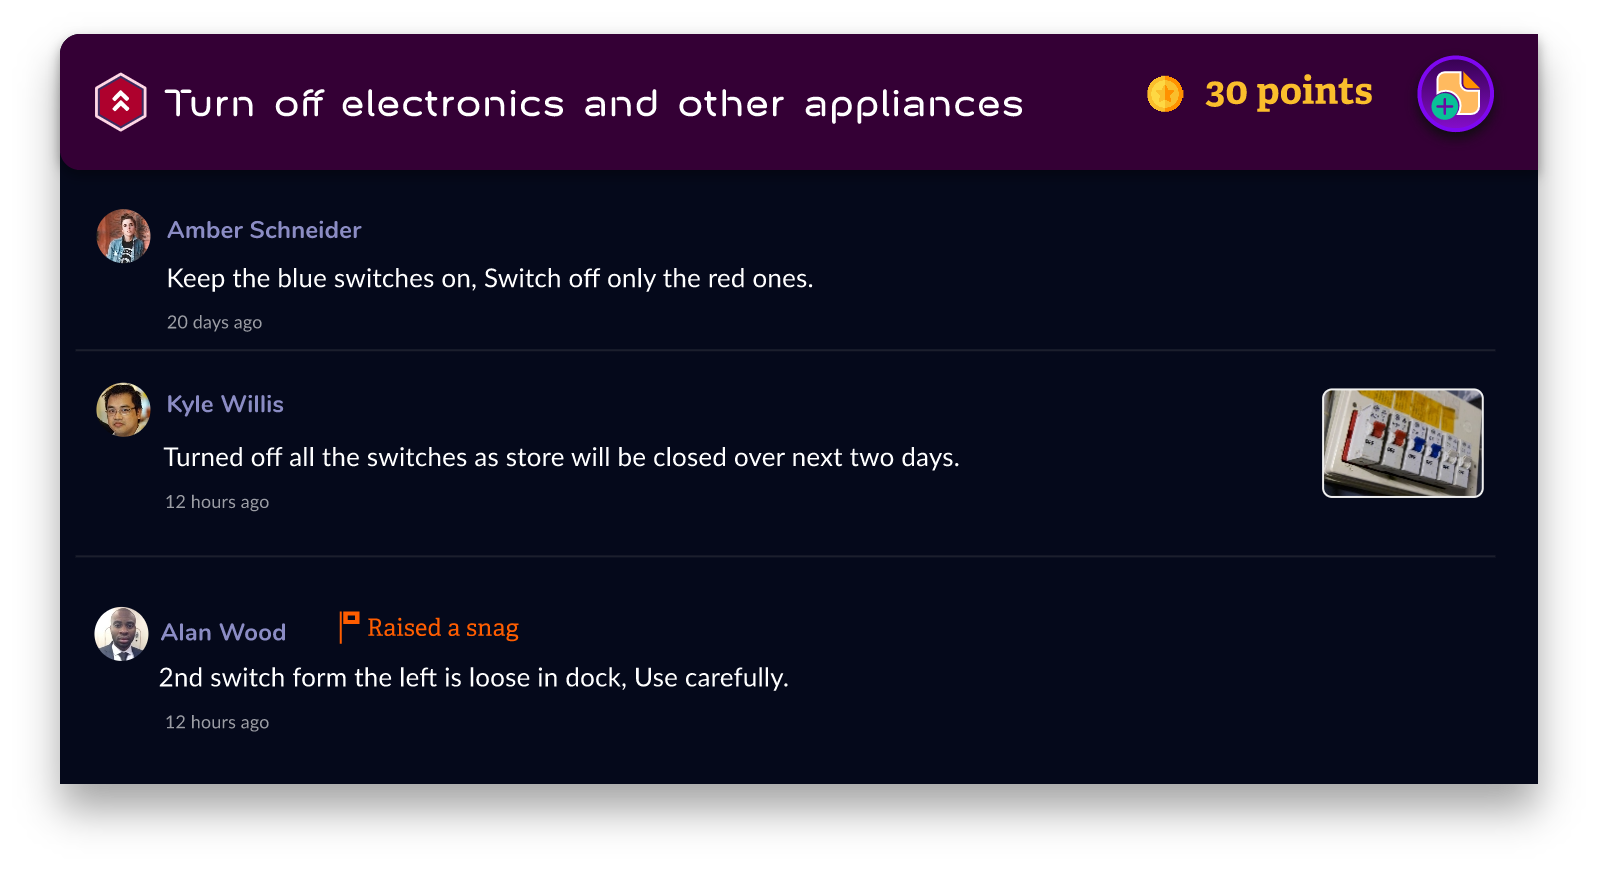 Turn off electronics and other appliances
30 points
Amber Schneider
Keep the blue switches on, Switch off only the red ones.
20 days ago
Kyle Willis
Turned off all the switches as store will be closed over next two days.
12 hours ago
Alan Wood
Raised a snag
2nd switch form the left is loose in dock, Use carefully.
12 hours ago